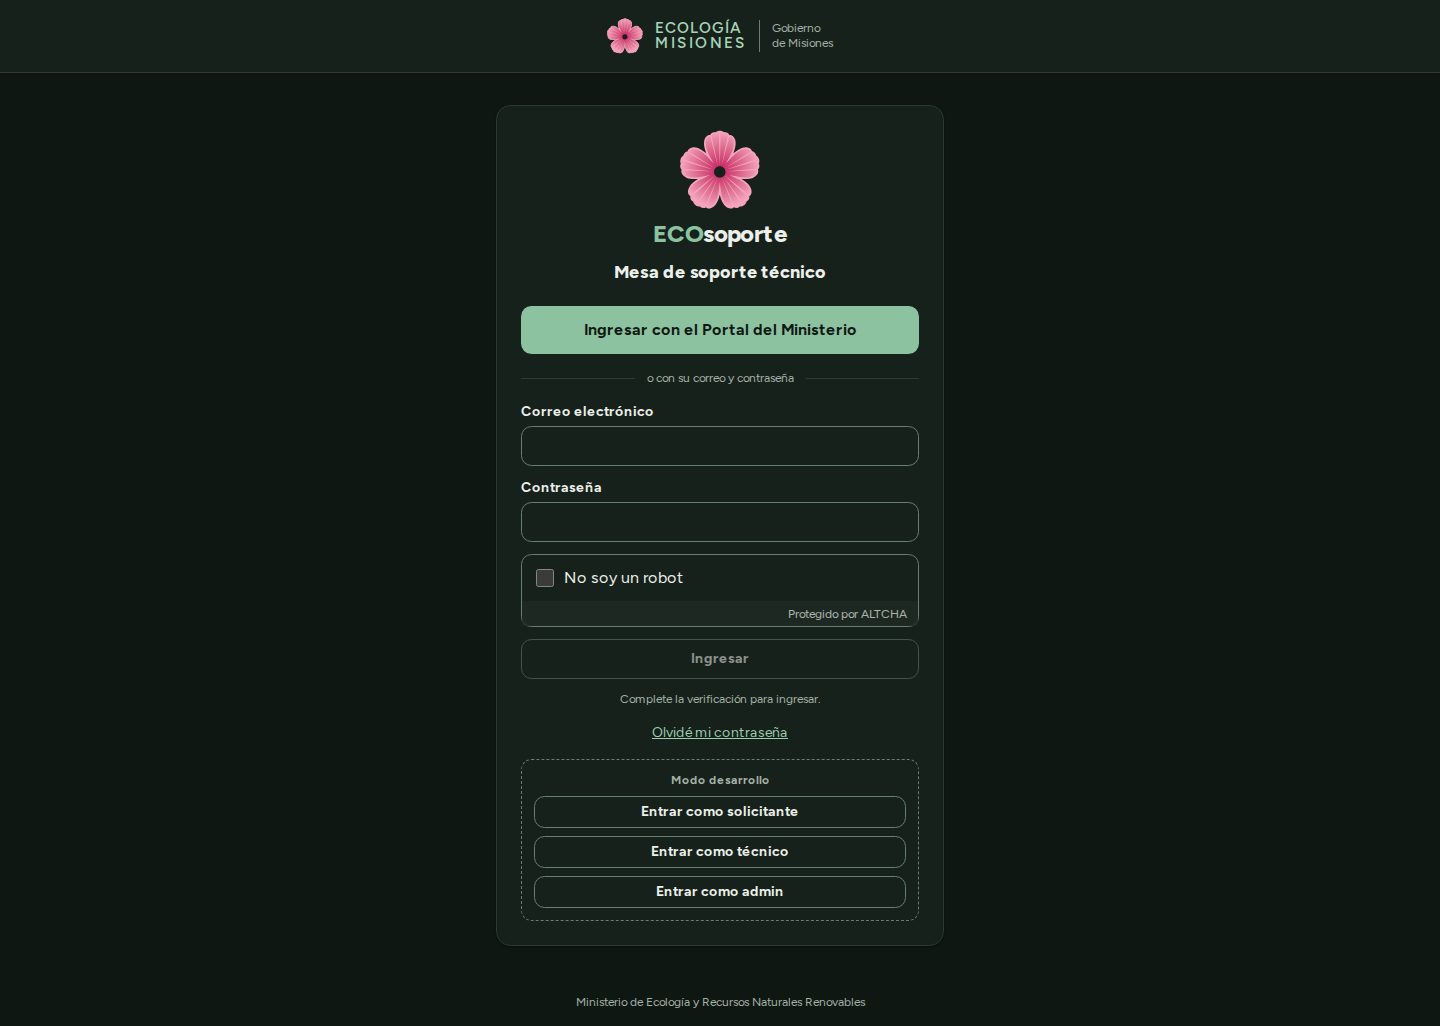 ECOLOGÍA
MISIONES
Gobierno
de Misiones
ECOsoporte
Mesa de soporte técnico
Ingresar con el Portal del Ministerio
o con su correo y contraseña
Correo electrónico
Contraseña
No soy un robot
Protegido por ALTCHA
Ingresar
Complete la verificación para ingresar.
Olvidé mi contraseña
Modo desarrollo
Entrar como solicitante
Entrar como técnico
Entrar como admin
Ministerio de Ecología y Recursos Naturales Renovables